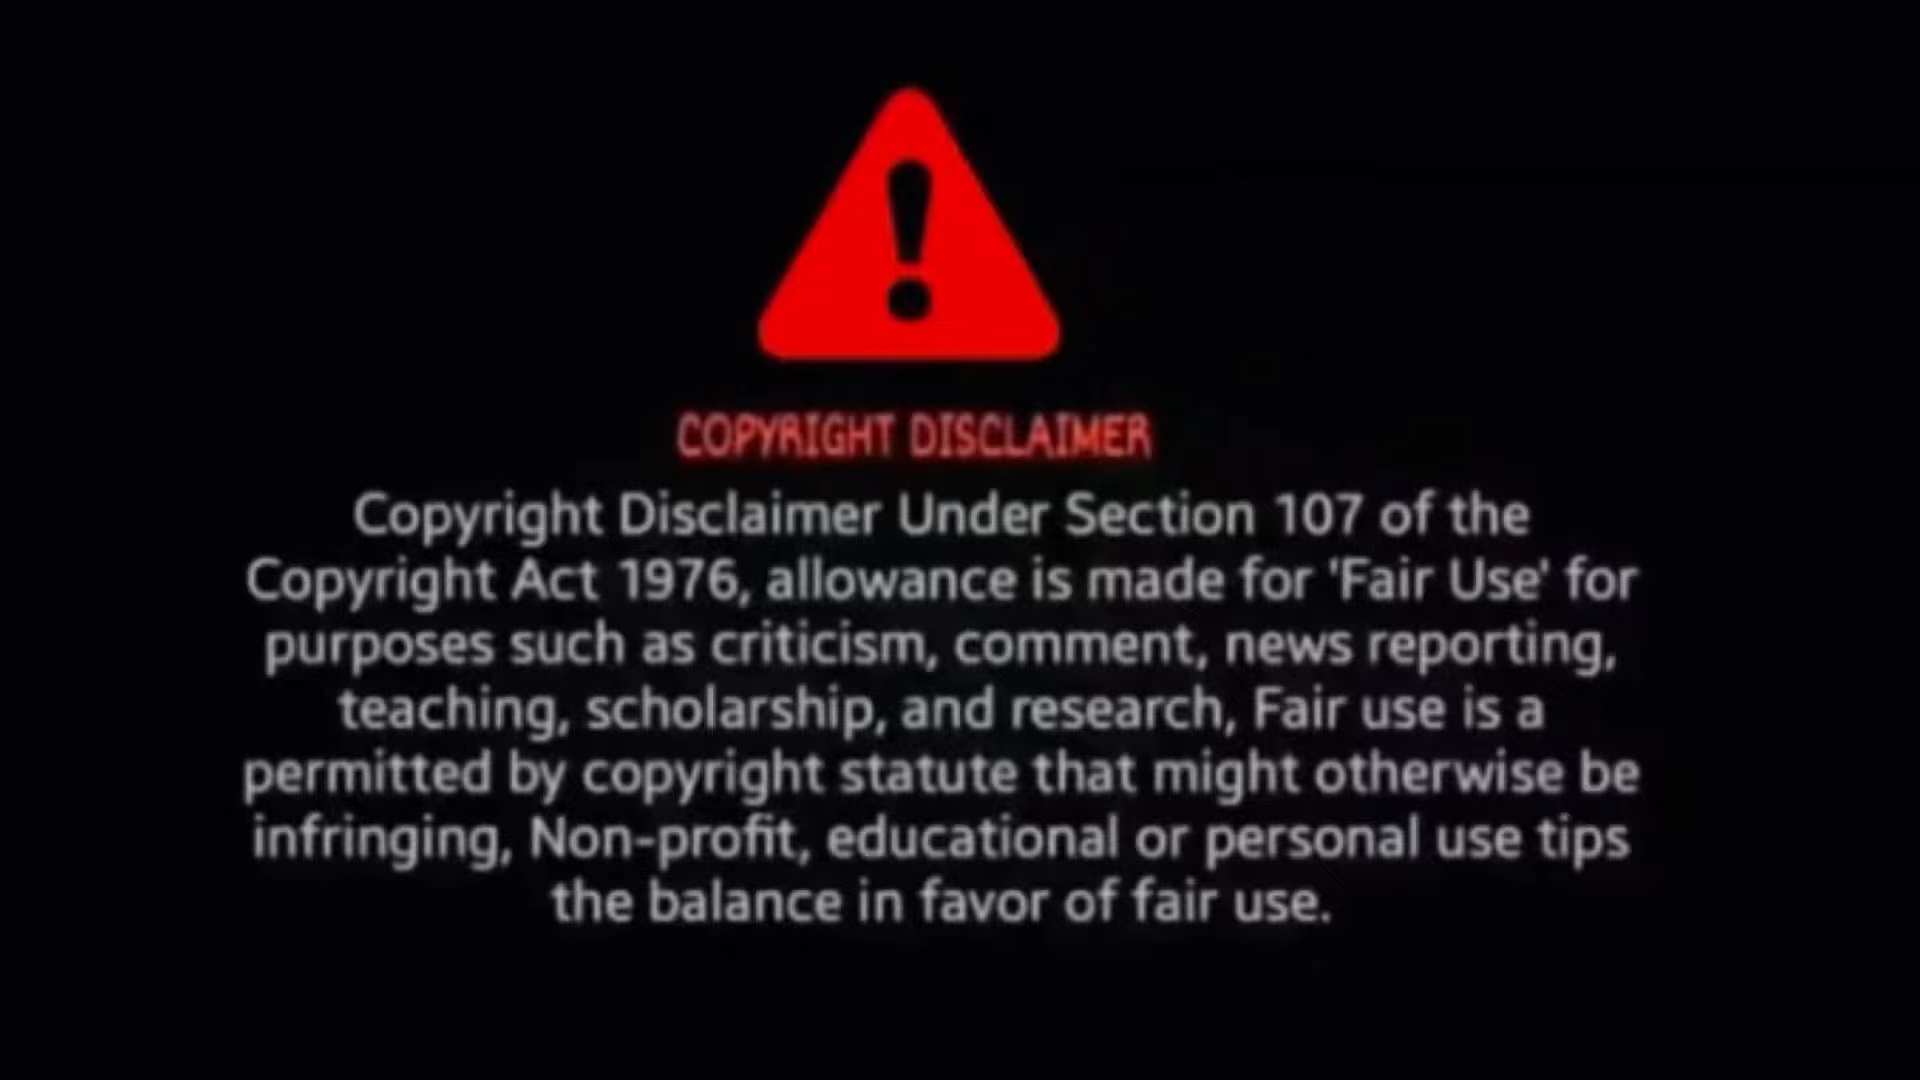 COPYRIGHT DISCLAIMER
Copyright Disclaimer Under Section 107 of the
Copyright Act 1976, allowance is made for 'Fair Use' for
purposes such as criticism, comment, news reporting,
teaching, scholarship, and research, Fair use is a
permitted by copyright statute that might otherwise be
infringing, Non-profit, educational or personal use tips
the balance in favor of fair use.